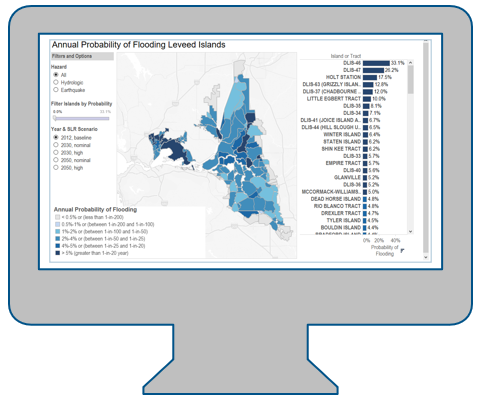 Annual Probability of Flooding Leveed Islands
Filters and Options
Hazard
All
Hydrologic
Earthquake
Filter Islands by Probability
0.0%
33.1%
Year & SLR Scenario
2012, baseline
2030, nominal
2030, high
2050, nominal
2050, high
Annual Probability of Flooding
< 0.5% or (less than 1-in-200)
0.5%-1% or (between 1-in-200 and 1-in-100)
1%-2% or (between 1-in-100 and 1-in-50)
2%-4% or (between 1-in-50 and 1-in-25)
4%-5% or (between 1-in-25 and 1-in-20)
> 5% (greater than 1-in-20 year)
Island or Tract
DLIS-46 33.1%
DLIS-47 26.2%
HOLT STATION 17.5%
DLIS-63 (GRIZZLY ISLAN.. 12.8%
DLIS-37 (CHADBOURNE.. 12.0%
LITTLE EGBERT TRACT 10.0%
DLIS-35 8.1%
DLIS-34 7.1%
DLIS-41 (JOICE ISLAND A.. 6.7%
DLIS-44 (HILL SLOUGH U.. 6.5%
WINTER ISLAND 6.4%
STATEN ISLAND 6.2%
SHIN KEE TRACT 6.2%
DLIS-33 5.7%
EMPIRE TRACT 5.7%
DLIS-40 5.6%
GLANVILLE 5.2%
DLIS-36 5.2%
MCCORMACK-WILLIAMS.. 5.0%
DEAD HORSE ISLAND 4.8%
RIO BLANCO TRACT 4.8%
DREXLER TRACT 4.7%
TYLER ISLAND 4.5%
BOULDIN ISLAND 4.4%
BRADFORD ISLAND 4.4%
0% 20% 40%
Probability of
Flooding